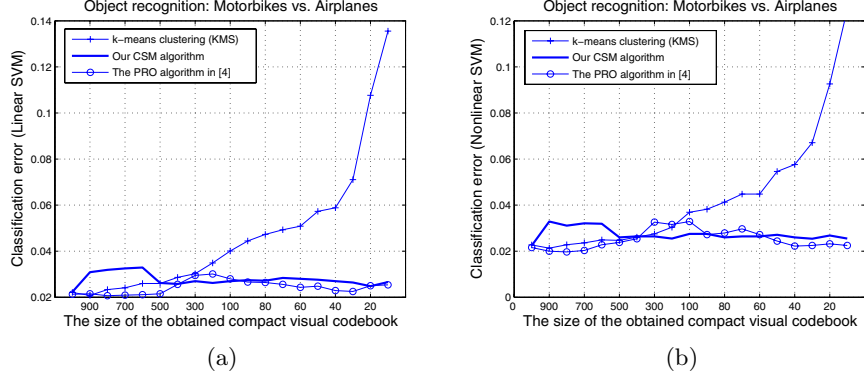 Object recognition: Motorbikes vs. Airplanes
0.14
0.12
0.1
0.08
0.06
0.04
0.02
Classification error (Linear SVM)
k−means clustering (KMS)
Our CSM algorithm
The PRO algorithm in [4]
900 700 500 300 100 80 60 40 20
The size of the obtained compact visual codebook
(a)
Object recognition: Motorbikes vs. Airplanes
0.12
0.1
0.08
0.06
0.04
0.02
0
Classification error (Nonlinear SVM)
k−means clustering (KMS)
Our CSM algorithm
The PRO algorithm in [4]
900 700 500 300 100 80 60 40 20
The size of the obtained compact visual codebook
(b)